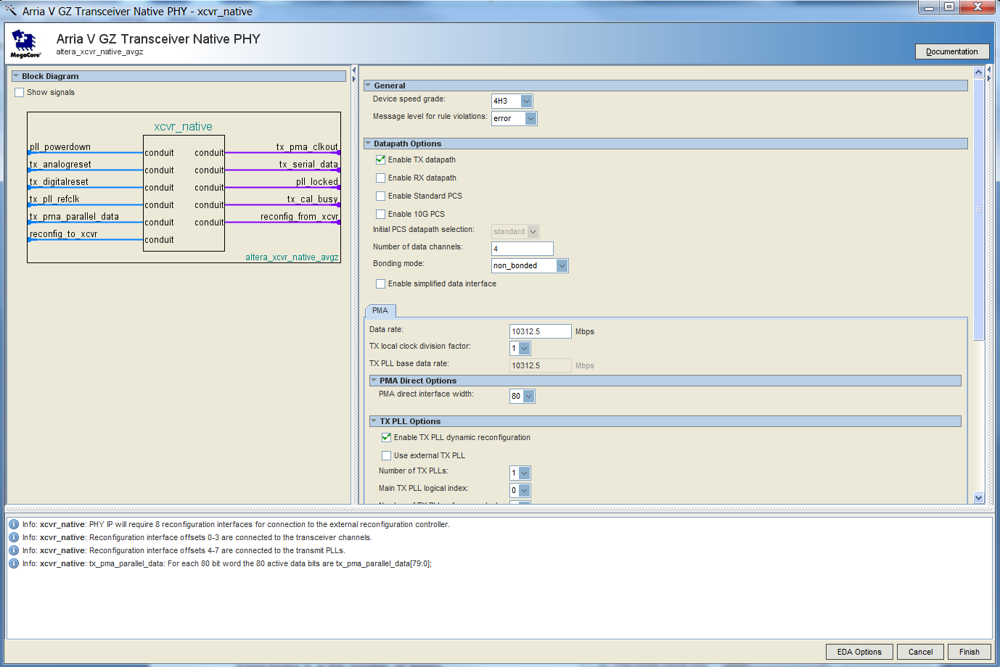 Arria V GZ Transceiver Native PHY - xcvr_native
MegaCore®
Arria V GZ Transceiver Native PHY
altera_xcvr_native_avgz
Documentation
Block Diagram
Show signals
xcvr_native
pll_powerdown conduit conduit tx_pma_clkout
tx_analogreset conduit conduit tx_serial_data
tx_digitalreset conduit conduit pll_locked
tx_pll_refclk conduit conduit tx_cal_busy
tx_pma_parallel_data conduit conduit reconfig_from_xcvr
reconfig_to_xcvr conduit
altera_xcvr_native_avgz
General
Device speed grade: 4H3
Message level for rule violations: error
Datapath Options
Enable TX datapath
Enable RX datapath
Enable Standard PCS
Enable 10G PCS
Initial PCS datapath selection: standard
Number of data channels: 4
Bonding mode: non_bonded
Enable simplified data interface
PMA
Data rate: 10312.5 Mbps
TX local clock division factor: 1
TX PLL base data rate: 10312.5 Mbps
PMA Direct Options
PMA direct interface width: 80
TX PLL Options
Enable TX PLL dynamic reconfiguration
Use external TX PLL
Number of TX PLLs: 1
Main TX PLL logical index: 0
Info: xcvr_native: PHY IP will require 8 reconfiguration interfaces for connection to the external reconfiguration controller.
Info: xcvr_native: Reconfiguration interface offsets 0-3 are connected to the transceiver channels.
Info: xcvr_native: Reconfiguration interface offsets 4-7 are connected to the transmit PLLs.
Info: xcvr_native: tx_pma_parallel_data: For each 80 bit word the 80 active data bits are tx_pma_parallel_data[79:0];
EDA Options Cancel Finish